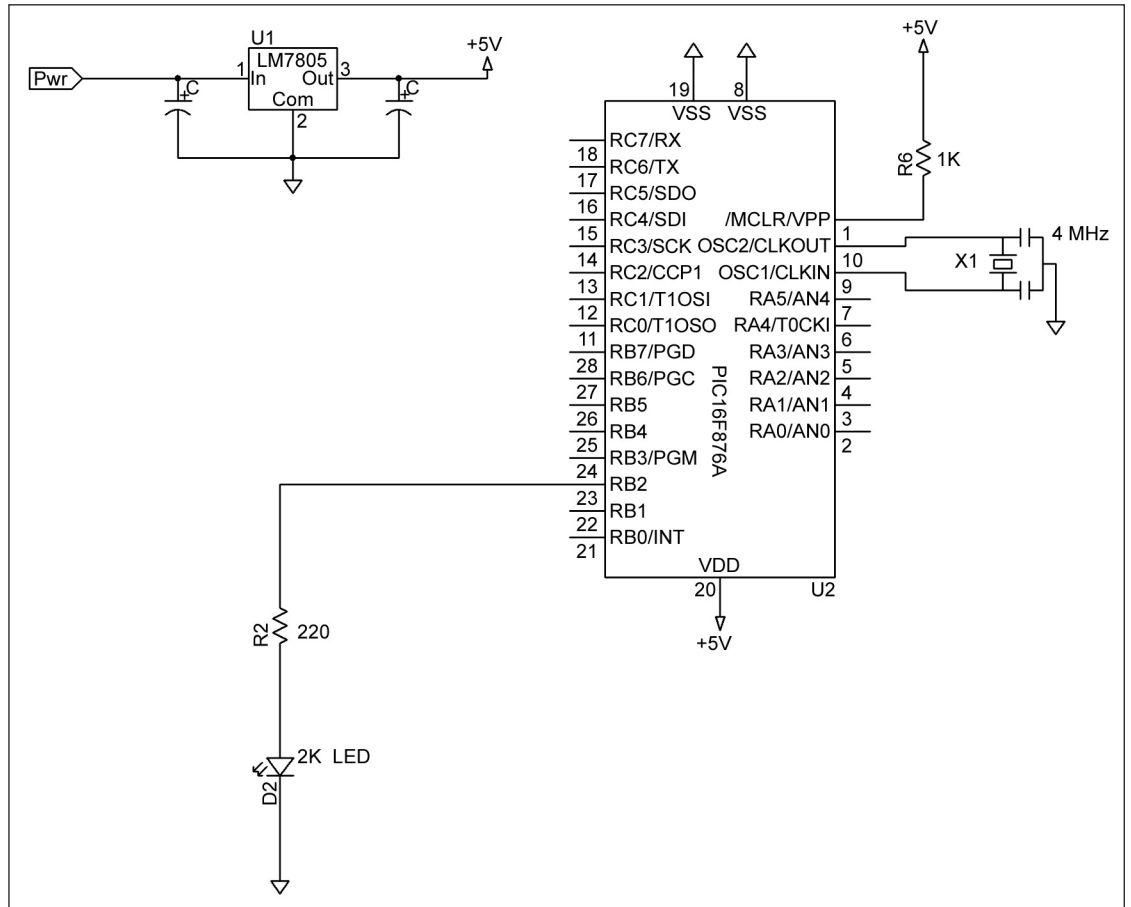 U1
LM7805
1 In Out 3
Com
2
Pwr
+C
+C
+5V
+5V
19 8
VSS VSS
RC7/RX
18
RC6/TX
17
RC5/SDO
16
RC4/SDI
15
RC3/SCK
14
RC2/CCP1
13
RC1/T1OSI
12
RC0/T1OSO
11
RB7/PGD
28
RB6/PGC
27
RB5
26
RB4
25
RB3/PGM
24
RB2
23
RB1
22
RB0/INT
21
PIC16F876A
/MCLR/VPP
1
OSC2/CLKOUT
10
OSC1/CLKIN
9
RA5/AN4
7
RA4/T0CKI
6
RA3/AN3
5
RA2/AN2
4
RA1/AN1
3
RA0/AN0
2
VDD
20
U2
+5V
R6 1K
X1
4 MHz
R2 220
2K LED
D2